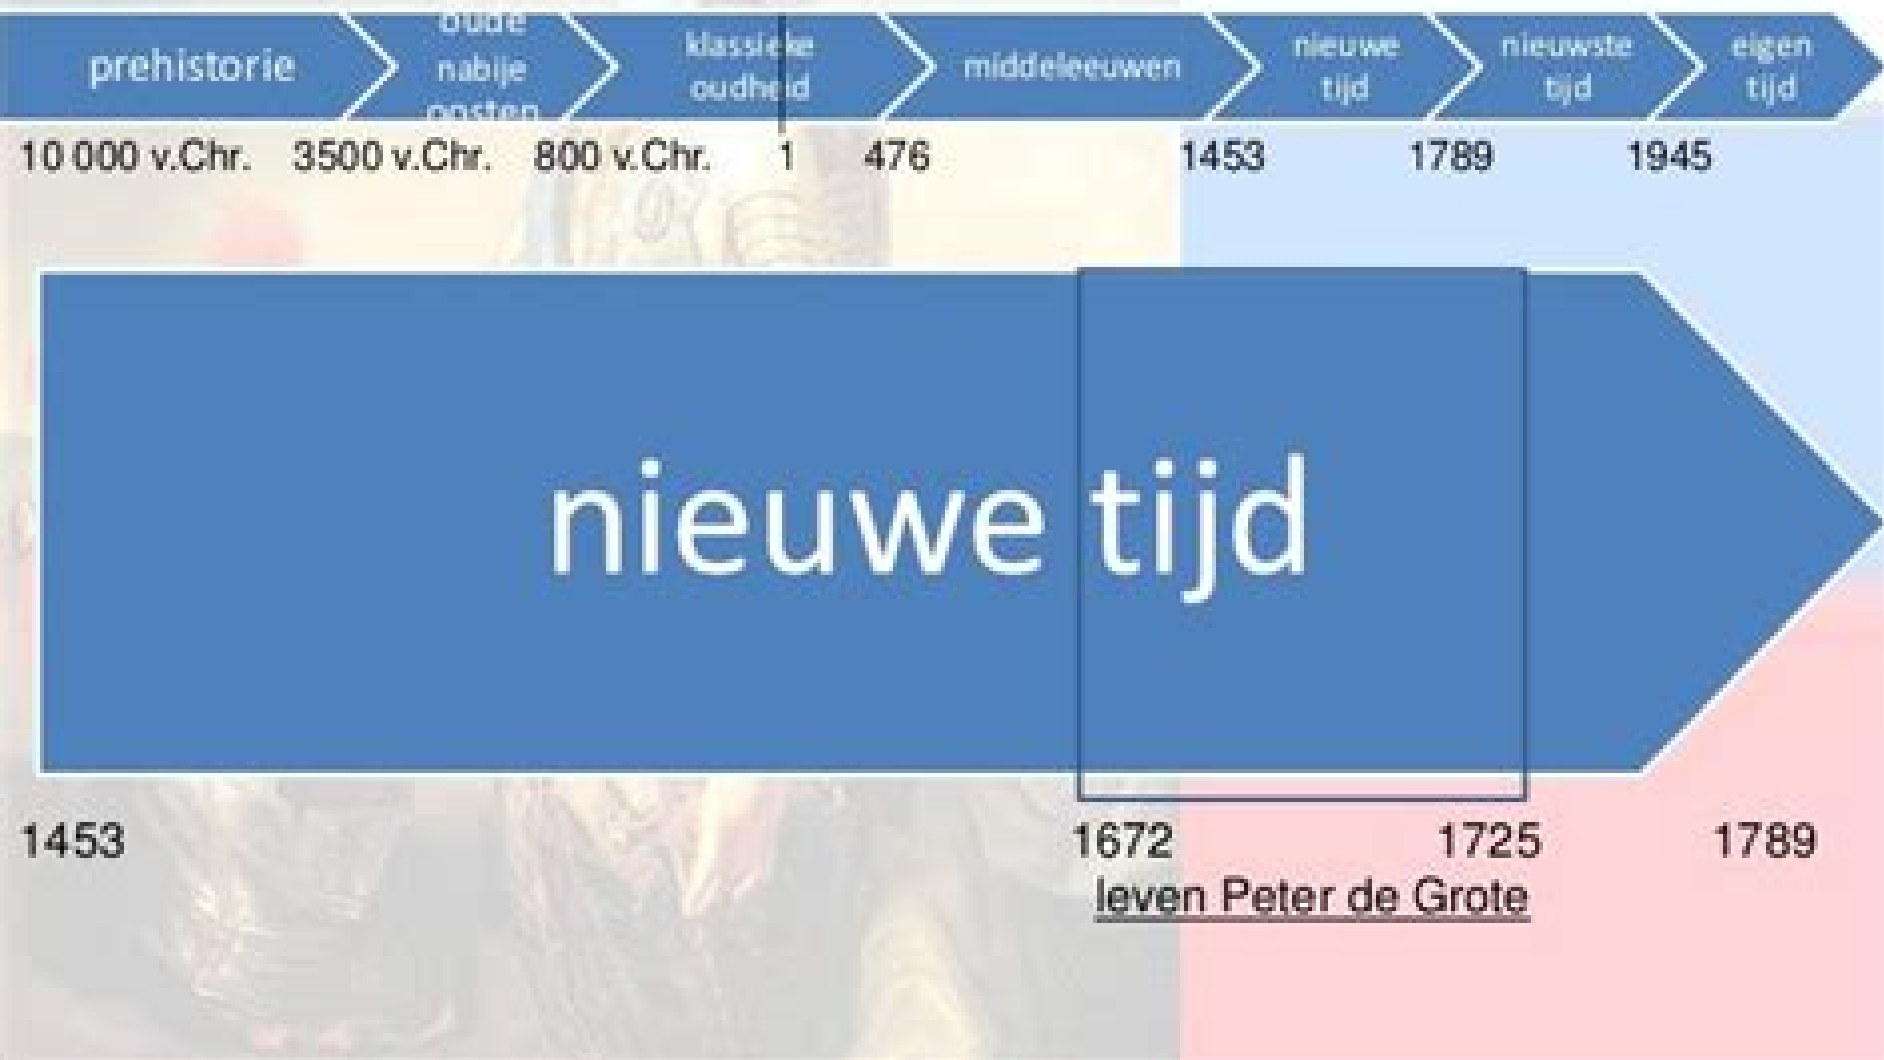 prehistorie
oude
nabije
oosten
klassieke
oudheid
middeleeuwen
nieuwe
tijd
nieuwste
tijd
eigen
tijd
10 000 v.Chr. 3500 v.Chr. 800 v.Chr. 1 476 1453 1789 1945
nieuwe tijd
1453 1672 1725 1789
leven Peter de Grote